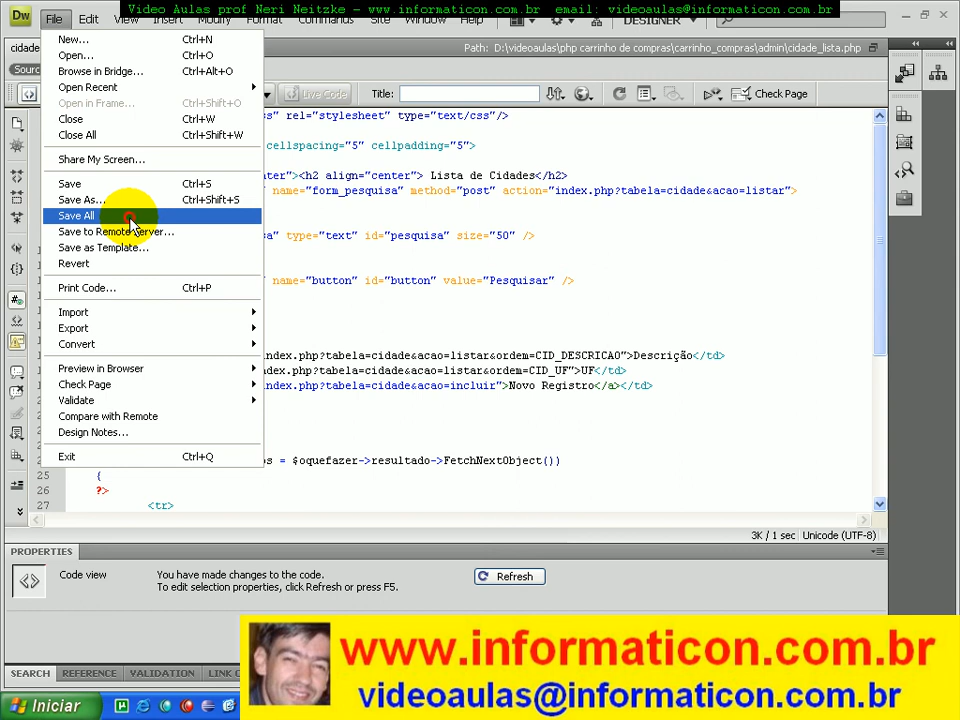 Video Aulas prof Neri Neitzke - www.informaticon.com.br  email: videoaulas@informaticon.com.br
Dw File Edit View Insert Modify Format Commands Site Window Help DESIGNER
cidade Path: D:\videoaulas\php carrinho de compras\carrinho_compras\admin\cidade_lista.php
Live Code Title: Check Page
New... Ctrl+N
Open... Ctrl+O
Browse in Bridge... Ctrl+Alt+O
Open Recent
Open in Frame... Ctrl+Shift+O
Close Ctrl+W
Close All Ctrl+Shift+W
Share My Screen...
Save Ctrl+S
Save As... Ctrl+Shift+S
Save All
Save to Remote Server...
Save as Template...
Revert
Print Code... Ctrl+P
Import
Export
Convert
Preview in Browser
Check Page
Validate
Compare with Remote
Design Notes...
Exit Ctrl+Q
css" rel="stylesheet" type="text/css"/>
cellspacing="5" cellpadding="5">
center"><h2 align="center"> Lista de Cidades</h2>
name="form_pesquisa" method="post" action="index.php?tabela=cidade&acao=listar">
sa" type="text" id="pesquisa" size="50" />
name="button" id="button" value="Pesquisar" />
index.php?tabela=cidade&acao=listar&ordem=CID_DESCRICAO">Descrição</td>
ex.php?tabela=cidade&acao=listar&ordem=CID_UF">UF</td>
index.php?tabela=cidade&acao=incluir">Novo Registro</a></td>
os = $oquefazer->resultado->FetchNextObject())
25 {
26 ?>
27 <tr>
3K / 1 sec Unicode (UTF-8)
PROPERTIES
Code view You have made changes to the code. Refresh
To edit selection properties, click Refresh or press F5.
SEARCH REFERENCE VALIDATION
www.informaticon.com.br
videoaulas@informaticon.com.br
Iniciar